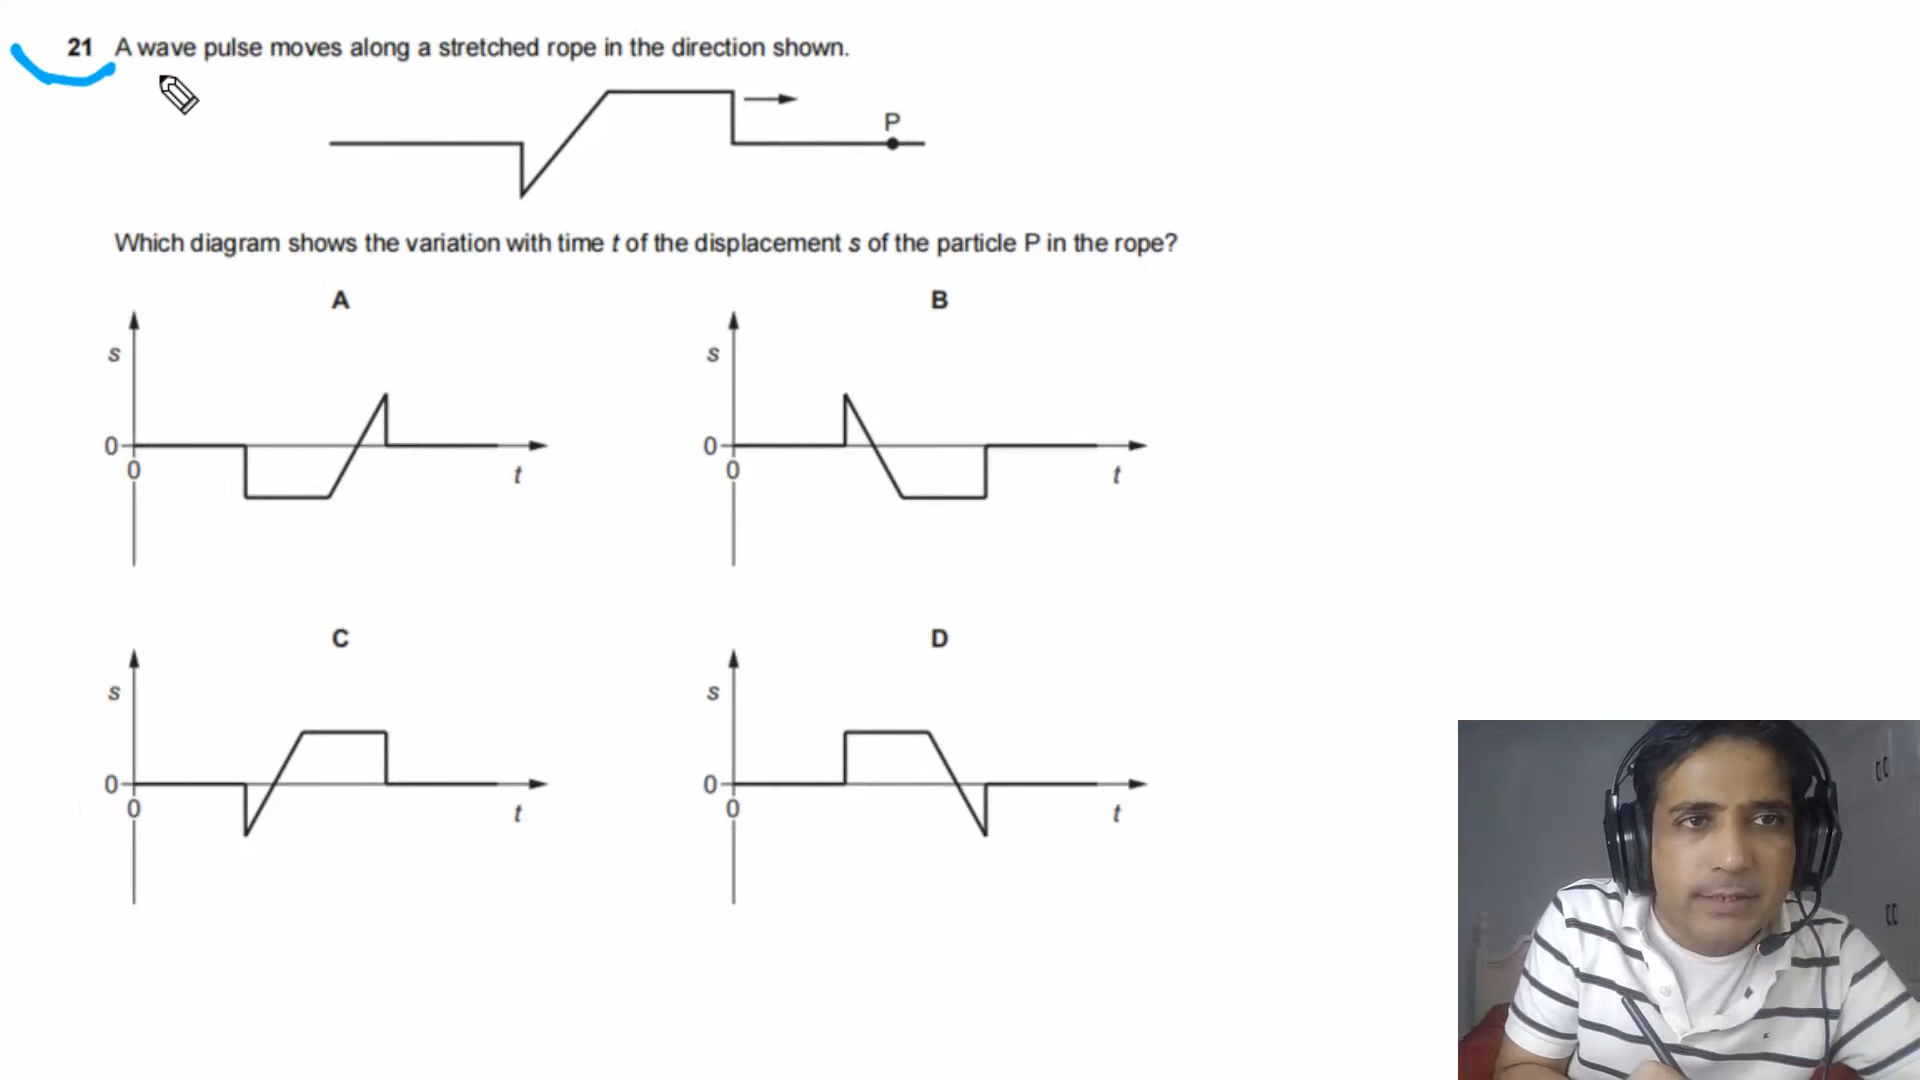 21 A wave pulse moves along a stretched rope in the direction shown.
P
Which diagram shows the variation with time t of the displacement s of the particle P in the rope?
A
B
s
s
0
0
0
0
t
t
C
D
s
s
0
0
0
0
t
t